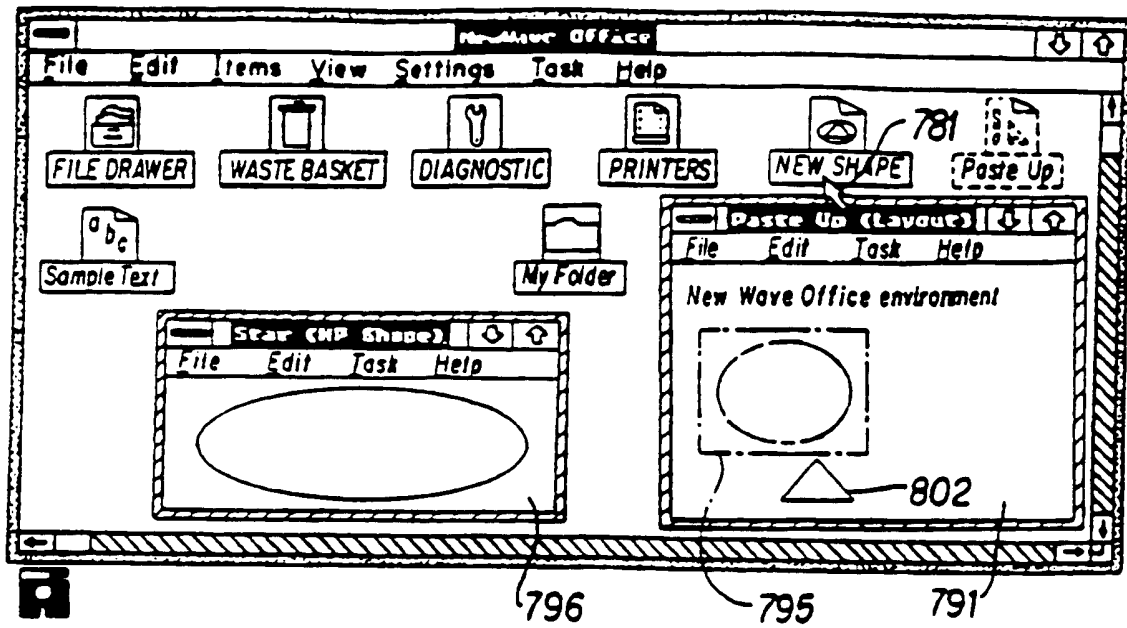 NewWave Office
File Edit Items View Settings Task Help
781
FILE DRAWER WASTE BASKET DIAGNOSTIC PRINTERS NEW SHAPE Paste Up
abc
Sample Text My Folder
Paste Up (Layout)
File Edit Task Help
New Wave Office environment
Star (HP Shape)
File Edit Task Help
802
796 795 791